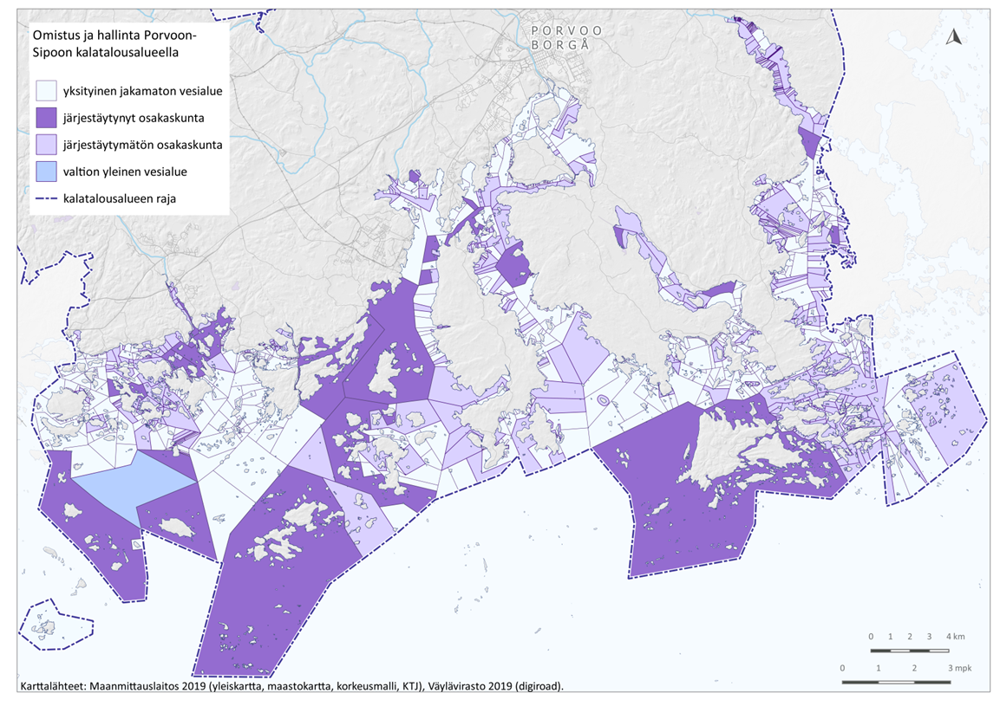 Omistus ja hallinta Porvoon-
Sipoon kalatalousalueella
yksityinen jakamaton vesialue
järjestäytynyt osakaskunta
järjestäytymätön osakaskunta
valtion yleinen vesialue
kalatalousalueen raja
PORVOO
BORGÅ
0 1 2 3 4 km
0 1 2 3 mpk
Karttalähteet: Maanmittauslaitos 2019 (yleiskartta, maastokartta, korkeusmalli, KTJ), Väylävirasto 2019 (digiroad).